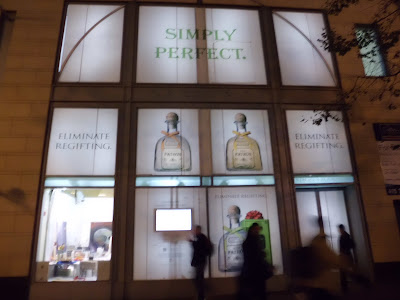 SIMPLY
PERFECT.
ELIMINATE
REGIFTING.
ELIMINATE
REGIFTING.